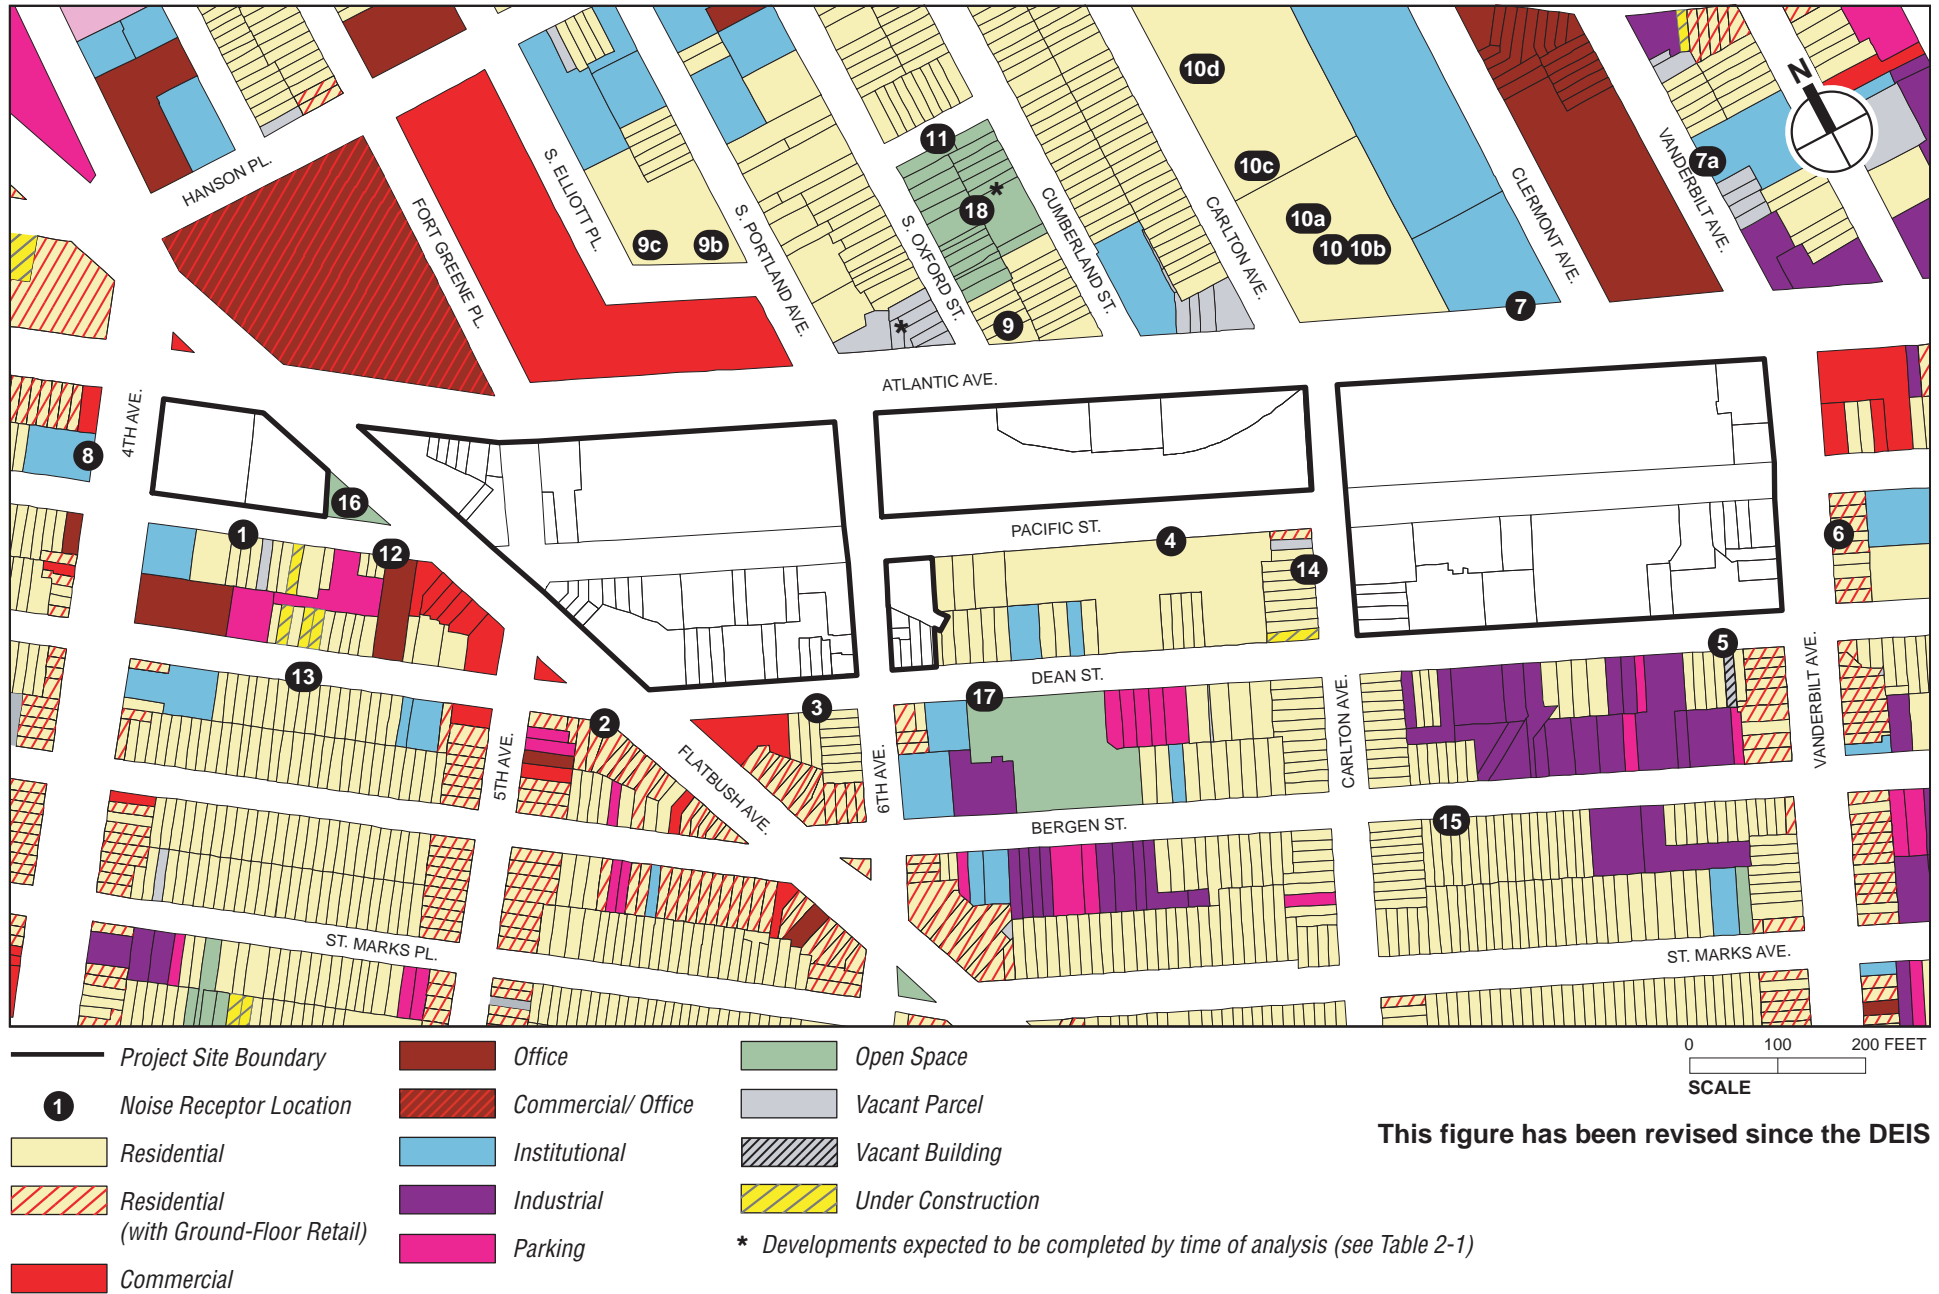 10d
N
11
VANDERBILT AVE.
7a
HANSON PL.
S. ELLIOTT PL.
10c
CLERMONT AVE.
*
18
FORT GREENE PL.
S. PORTLAND AVE.
S. OXFORD ST.
CUMBERLAND ST.
CARLTON AVE.
10a
9c
9b
10
10b
*
9
7
ATLANTIC AVE.
4TH AVE.
8
16
PACIFIC ST.
1
12
4
14
6
13
DEAN ST.
5
17
3
2
5TH AVE.
FLATBUSH AVE.
6TH AVE.
CARLTON AVE.
VANDERBILT AVE.
BERGEN ST.
15
ST. MARKS PL.
ST. MARKS AVE.
Project Site Boundary
1
Noise Receptor Location
Residential
Residential
(with Ground-Floor Retail)
Commercial
Office
Commercial/ Office
Institutional
Industrial
Parking
Open Space
Vacant Parcel
Vacant Building
Under Construction
* Developments expected to be completed by time of analysis (see Table 2-1)
0 100 200 FEET
SCALE
This figure has been revised since the DEIS